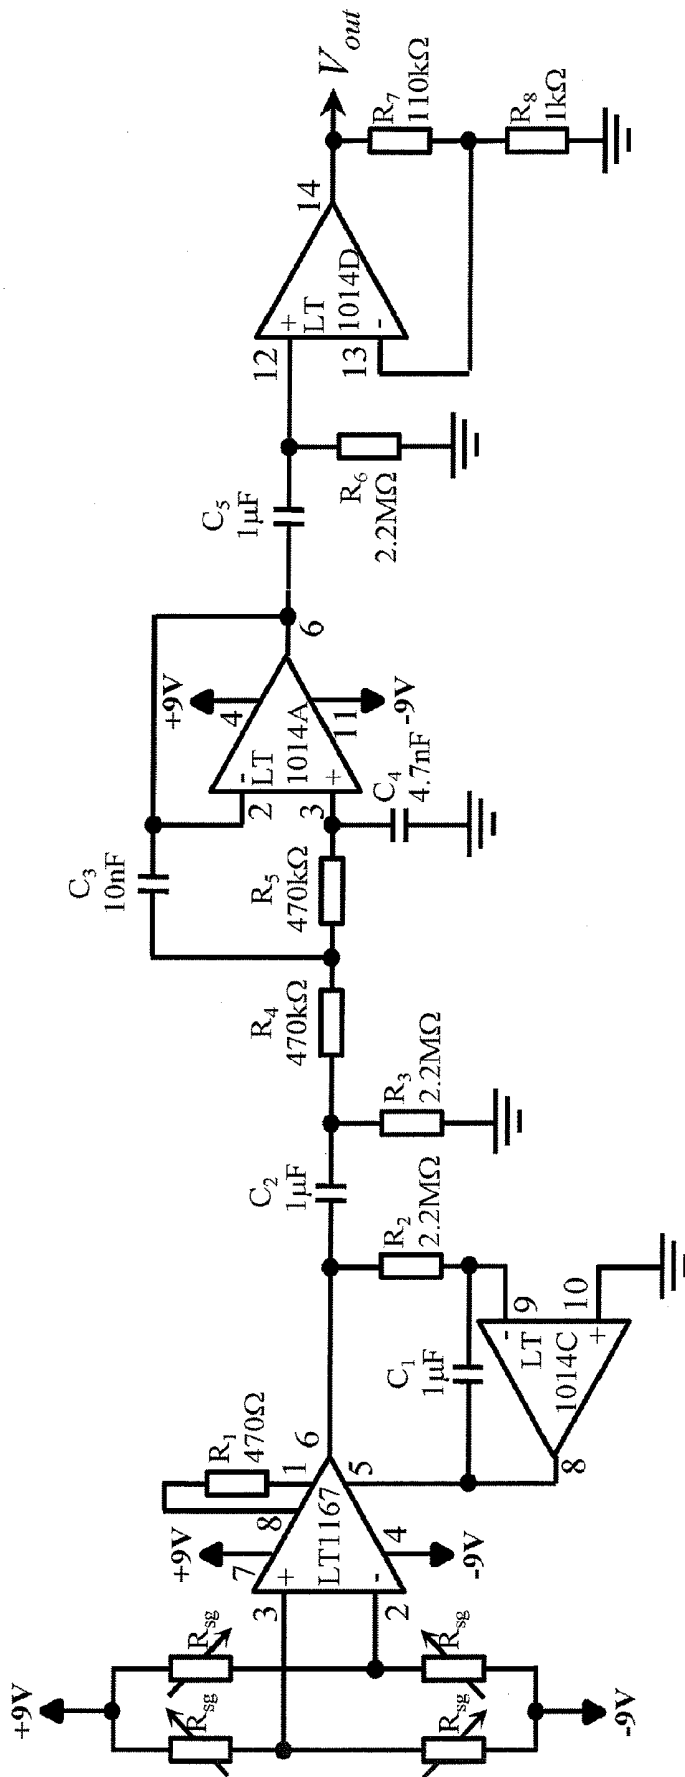 +9V
Rsg
Rsg
Rsg
Rsg
-9V
3
2
+
-
LT1167
+9V
7
4
-9V
8
1
R1
470Ω
6
5
C1
1µF
8
LT
1014C
-
+
9
10
R2
2.2MΩ
C2
1µF
R3
2.2MΩ
R4
470kΩ
R5
470kΩ
C3
10nF
2
3
-
+
LT
1014A
+9V
4
11
-9V
C4
4.7nF
6
C5
1µF
R6
2.2MΩ
12
13
+
-
LT
1014D
14
Vout
R7
110kΩ
R8
1kΩ